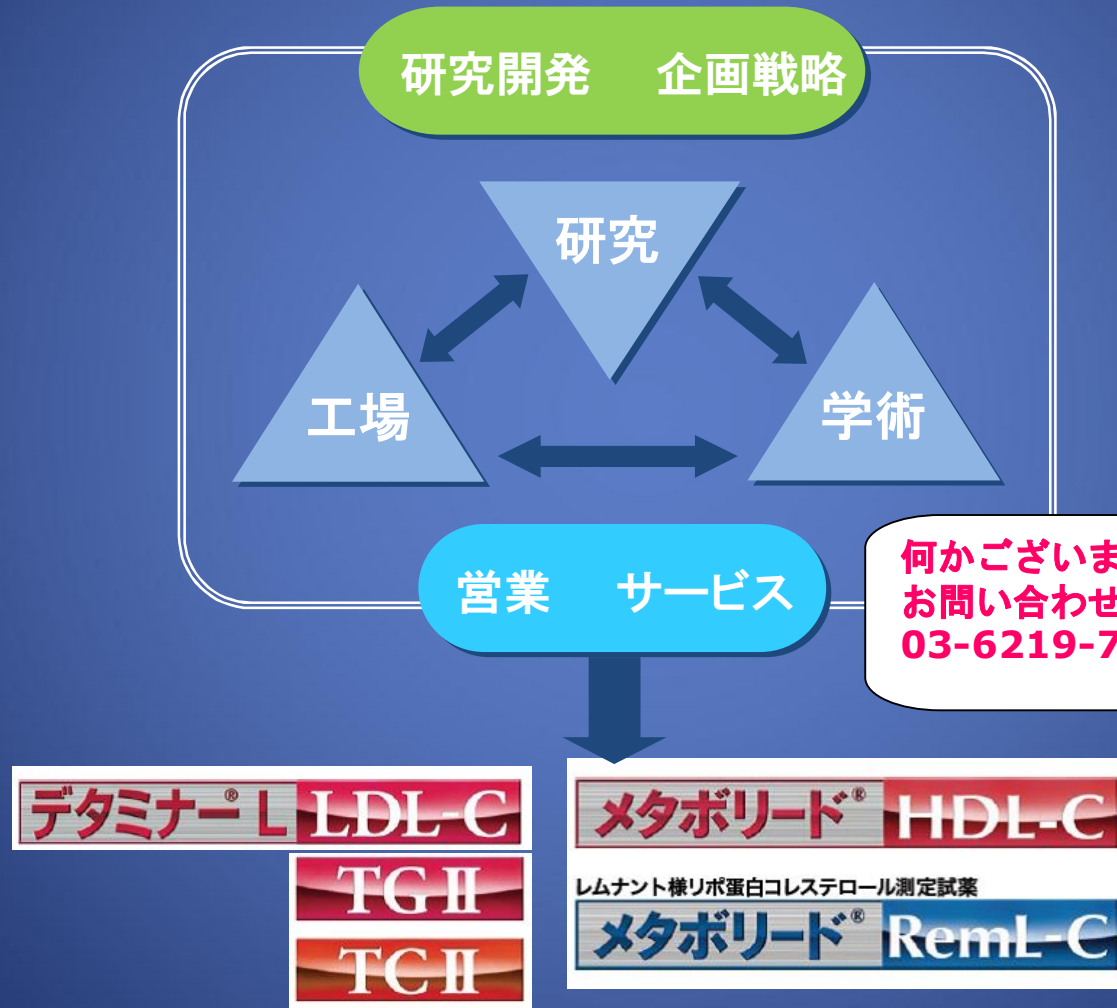 研究開発 企画戦略
研究
工場
学術
営業 サービス
何かございま
お問い合わせ
03-6219-7
デタミナー® L LDL-C
TG II
TC II
メタボリード® HDL-C
レムナント様リポ蛋白コレステロール測定試薬
メタボリード® RemL-C